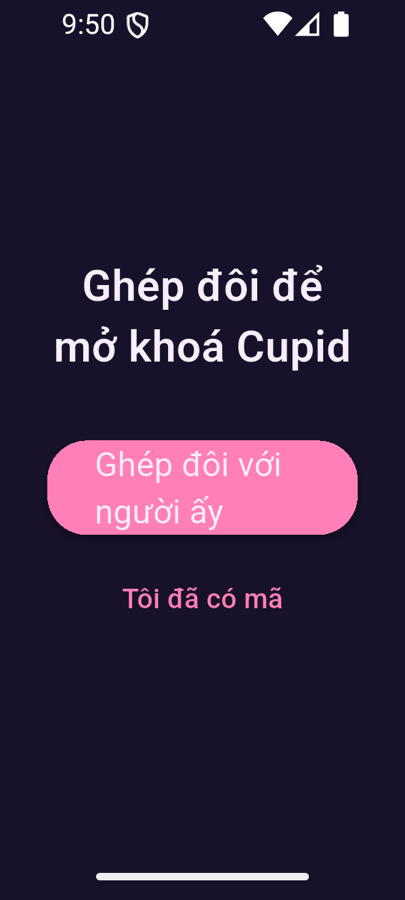 9:50
Ghép đôi để
mở khoá Cupid
Ghép đôi với
người ấy
Tôi đã có mã